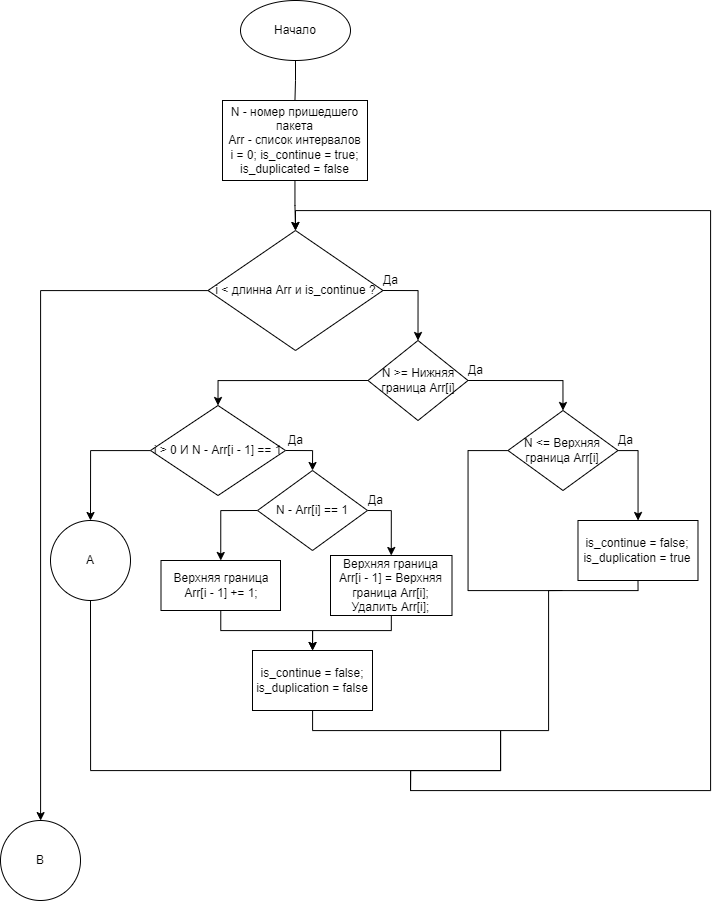 Начало
N - номер пришедшего
пакета
Arr - список интервалов
i = 0; is_continue = true;
is_duplicated = false
i < длинна Arr и is_continue ?
Да
N >= Нижняя
граница Arr[i]
Да
i > 0 И N - Arr[i - 1] == 1
Да
N <= Верхняя
граница Arr[i]
Да
A
N - Arr[i] == 1
Да
is_continue = false;
is_duplication = true
Верхняя граница
Arr[i - 1] += 1;
Верхняя граница
Arr[i - 1] = Верхняя
граница Arr[i];
Удалить Arr[i];
is_continue = false;
is_duplication = false
B